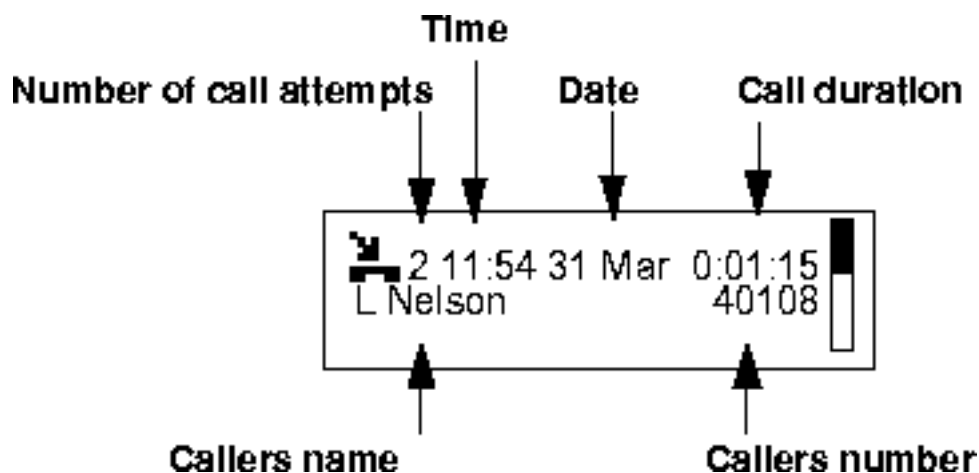 Time
Number of call attempts Date Call duration
2 11:54 31 Mar 0:01:15
L Nelson 40108
Callers name Callers number